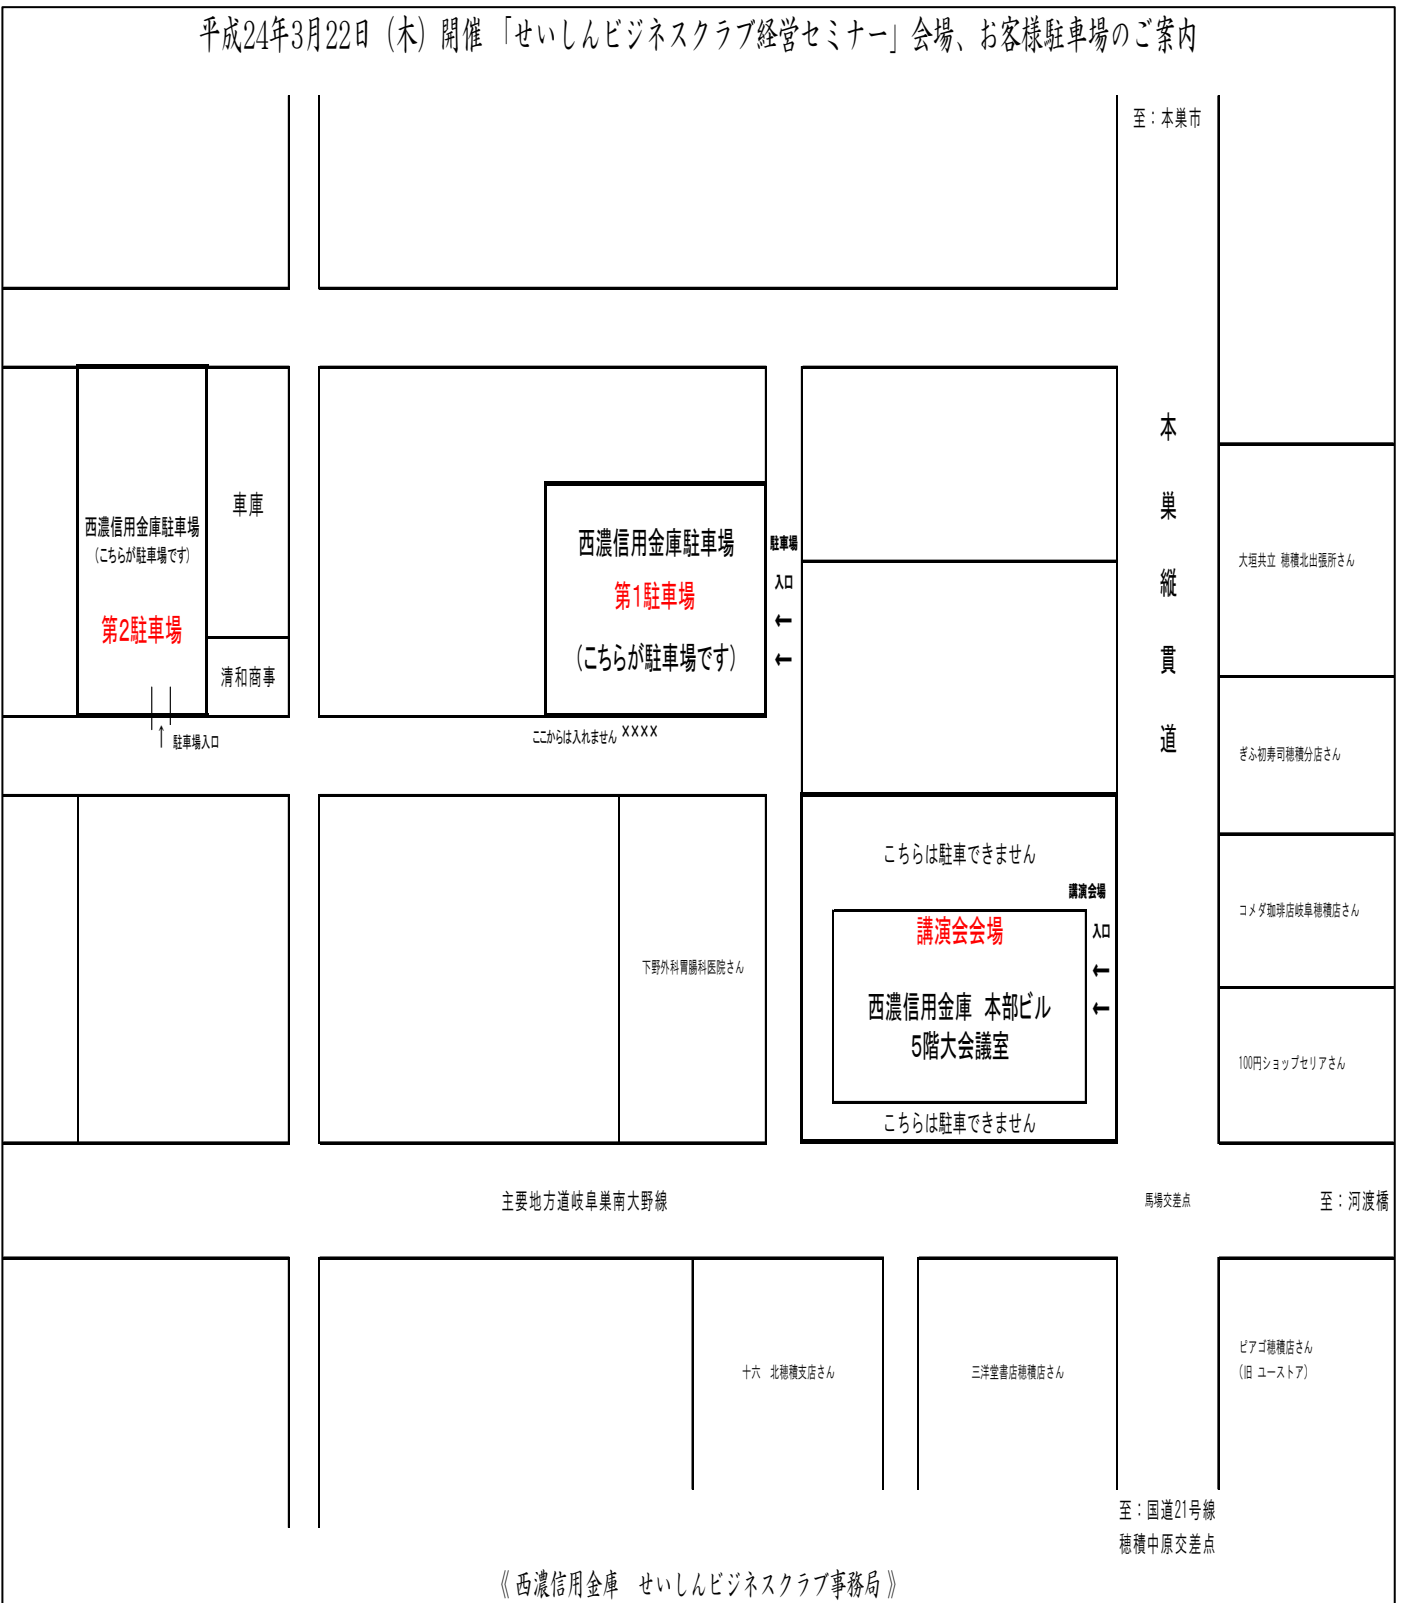 平成24年3月22日（木）開催「せいしんビジネスクラブ経営セミナー」会場、お客様駐車場のご案内
至：本巣市
本
巣
縦
貫
道
車庫
西濃信用金庫駐車場
（こちらが駐車場です）
第2駐車場
清和商事
↑ 駐車場入口
西濃信用金庫駐車場
第1駐車場
（こちらが駐車場です）
駐車場
入口
←
←
ここからは入れません ××××
大垣共立 穂積北出張所さん
ぎふ初寿司穂積分店さん
コメダ珈琲店岐阜穂積店さん
100円ショップセリアさん
下野外科胃腸科医院さん
こちらは駐車できません
講演会場
入口
←
←
講演会会場
西濃信用金庫 本部ビル
5階大会議室
こちらは駐車できません
主要地方道岐阜巣南大野線
馬場交差点
至：河渡橋
十六 北穂積支店さん
三洋堂書店穂積店さん
ピアゴ穂積店さん
（旧 ユーストア）
至：国道21号線
穂積中原交差点
《 西濃信用金庫 せいしんビジネスクラブ事務局 》